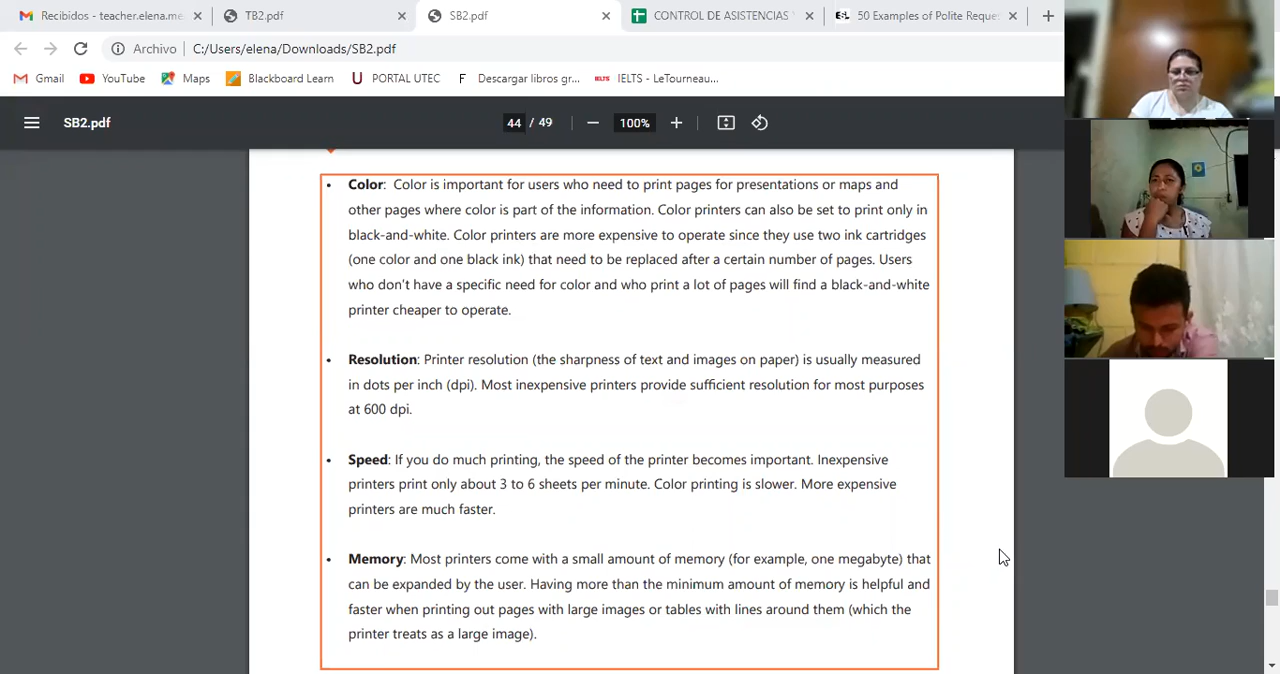 Recibidos - teacher.elena.me
TB2.pdf
SB2.pdf
CONTROL DE ASISTENCIAS
50 Examples of Polite Reques
Archivo
C:/Users/elena/Downloads/SB2.pdf
Gmail
YouTube
Maps
Blackboard Learn
PORTAL UTEC
Descargar libros gr...
IELTS - LeTourneau...
SB2.pdf
44 / 49
100%
• Color: Color is important for users who need to print pages for presentations or maps and
other pages where color is part of the information. Color printers can also be set to print only in
black-and-white. Color printers are more expensive to operate since they use two ink cartridges
(one color and one black ink) that need to be replaced after a certain number of pages. Users
who don't have a specific need for color and who print a lot of pages will find a black-and-white
printer cheaper to operate.
• Resolution: Printer resolution (the sharpness of text and images on paper) is usually measured
in dots per inch (dpi). Most inexpensive printers provide sufficient resolution for most purposes
at 600 dpi.
• Speed: If you do much printing, the speed of the printer becomes important. Inexpensive
printers print only about 3 to 6 sheets per minute. Color printing is slower. More expensive
printers are much faster.
• Memory: Most printers come with a small amount of memory (for example, one megabyte) that
can be expanded by the user. Having more than the minimum amount of memory is helpful and
faster when printing out pages with large images or tables with lines around them (which the
printer treats as a large image).